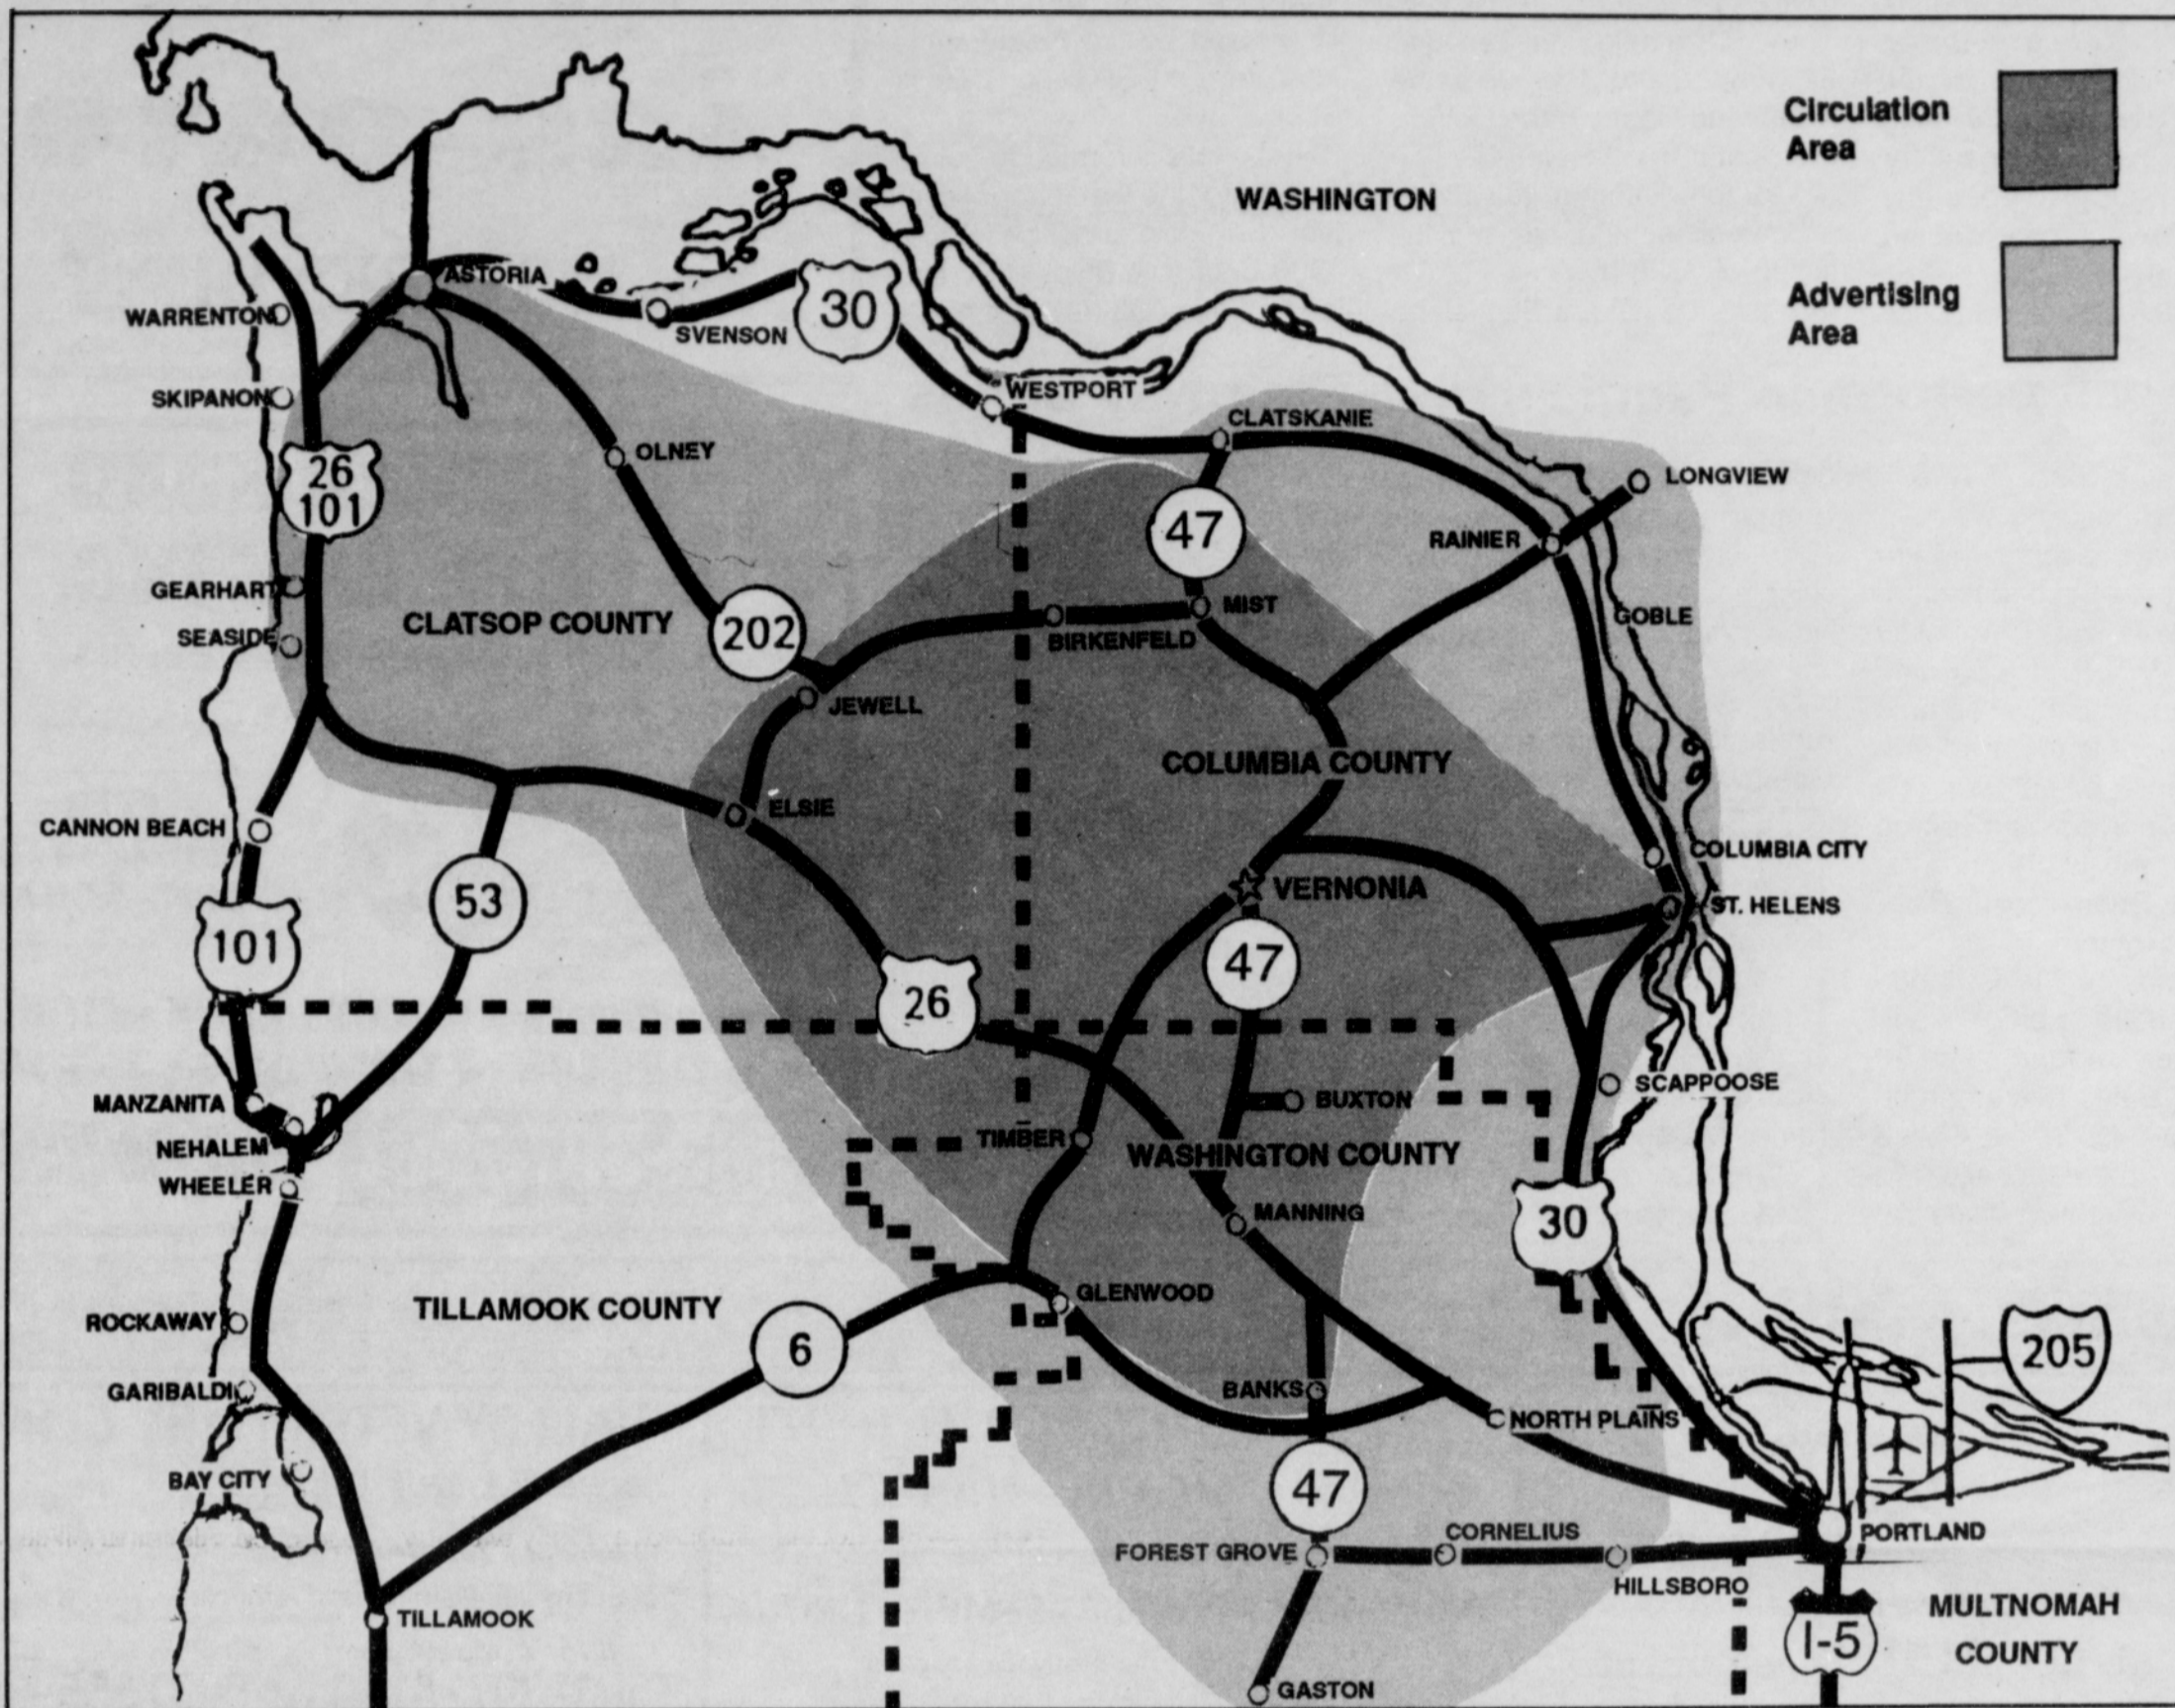 Circulation
Area
Advertising
Area
WASHINGTON
ASTORIA
WARRENTON
SVENSON
30
SKIPANON
WESTPORT
CLATSKANIE
OLNEY
26
101
LONGVIEW
47
RAINIER
GEARHART
SEASIDE
CLATSOP COUNTY
202
BIRKENFELD
MIST
GOBLE
JEWELL
COLUMBIA COUNTY
ELSIE
CANNON BEACH
COLUMBIA CITY
53
VERNONIA
ST. HELENS
101
47
26
MANZANITA
BUXTON
SCAPPOOSE
NEHALEM
TIMBER
WASHINGTON COUNTY
WHEELER
MANNING
30
TILLAMOOK COUNTY
GLENWOOD
ROCKAWAY
6
205
GARIBALDI
BANKS
NORTH PLAINS
BAY CITY
47
FOREST GROVE
CORNELIUS
PORTLAND
HILLSBORO
TILLAMOOK
I-5
MULTNOMAH
COUNTY
GASTON